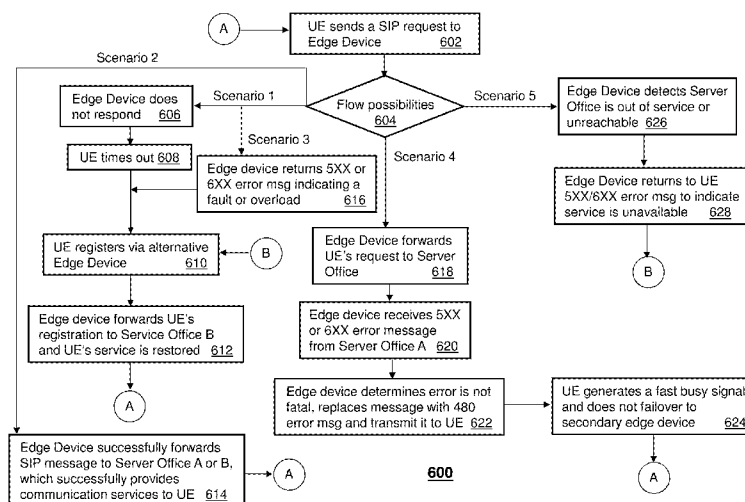 A
UE sends a SIP request to
Edge Device 602
Scenario 2
Scenario 1
Scenario 5
Flow possibilities
604
Edge Device does
not respond 606
Edge Device detects Server
Office is out of service or
unreachable 626
Scenario 3
Scenario 4
UE times out 608
Edge device returns 5XX or
6XX error msg indicating a
fault or overload 616
Edge Device returns to UE
5XX/6XX error msg to indicate
service is unavailable 628
UE registers via alternative
Edge Device 610
B
Edge Device forwards
UE's request to Server
Office 618
B
Edge device forwards UE's
registration to Service Office B
and UE's service is restored 612
Edge device receives 5XX
or 6XX error message
from Server Office A 620
A
Edge device determines error is not
fatal, replaces message with 480
error msg and transmit it to UE 622
UE generates a fast busy signal
and does not failover to
secondary edge device 624
Edge Device successfully forwards
SIP message to Server Office A or B,
which successfully provides
communication services to UE 614
A
600
A